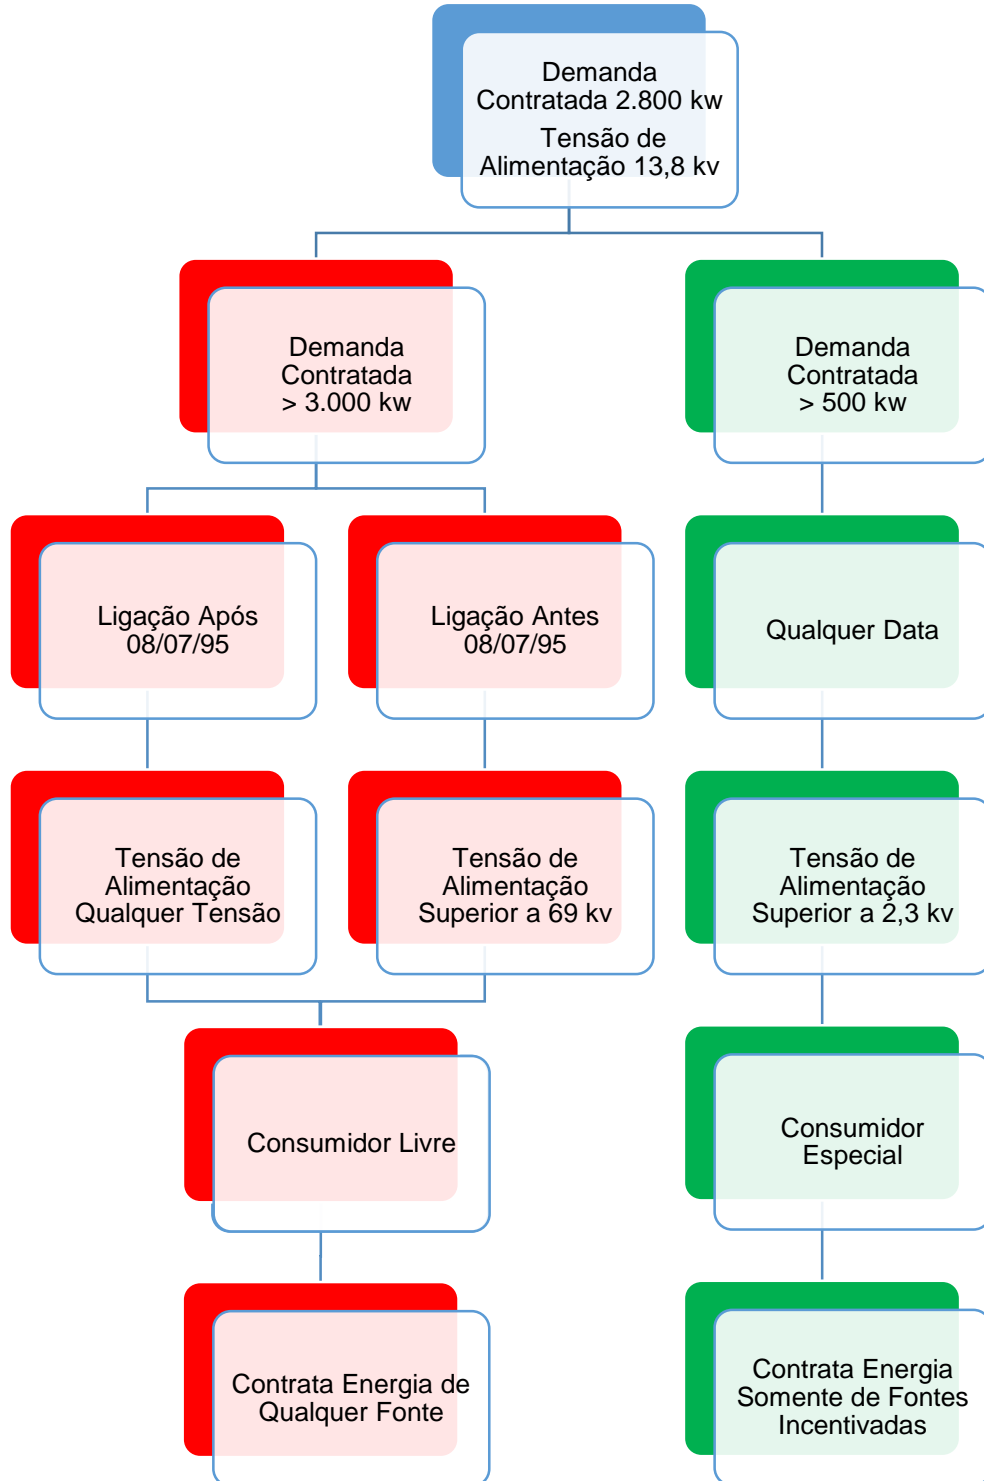 Demanda
Contratada 2.800 kw
Tensão de
Alimentação 13,8 kv
Demanda
Contratada
> 3.000 kw
Demanda
Contratada
> 500 kw
Ligação Após
08/07/95
Ligação Antes
08/07/95
Qualquer Data
Tensão de
Alimentação
Qualquer Tensão
Tensão de
Alimentação
Superior a 69 kv
Tensão de
Alimentação
Superior a 2,3 kv
Consumidor Livre
Consumidor
Especial
Contrata Energia de
Qualquer Fonte
Contrata Energia
Somente de Fontes
Incentivadas